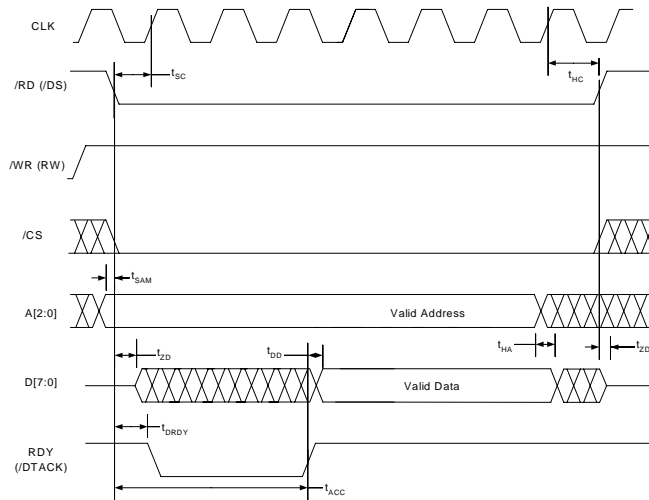 CLK
t_SC
t_HC
/RD (/DS)
/WR (RW)
/CS
t_SAM
A[2:0]
Valid Address
t_ZD
t_DD
t_HA
t_ZD
D[7:0]
Valid Data
t_DRDY
RDY
(/DTACK)
t_ACC